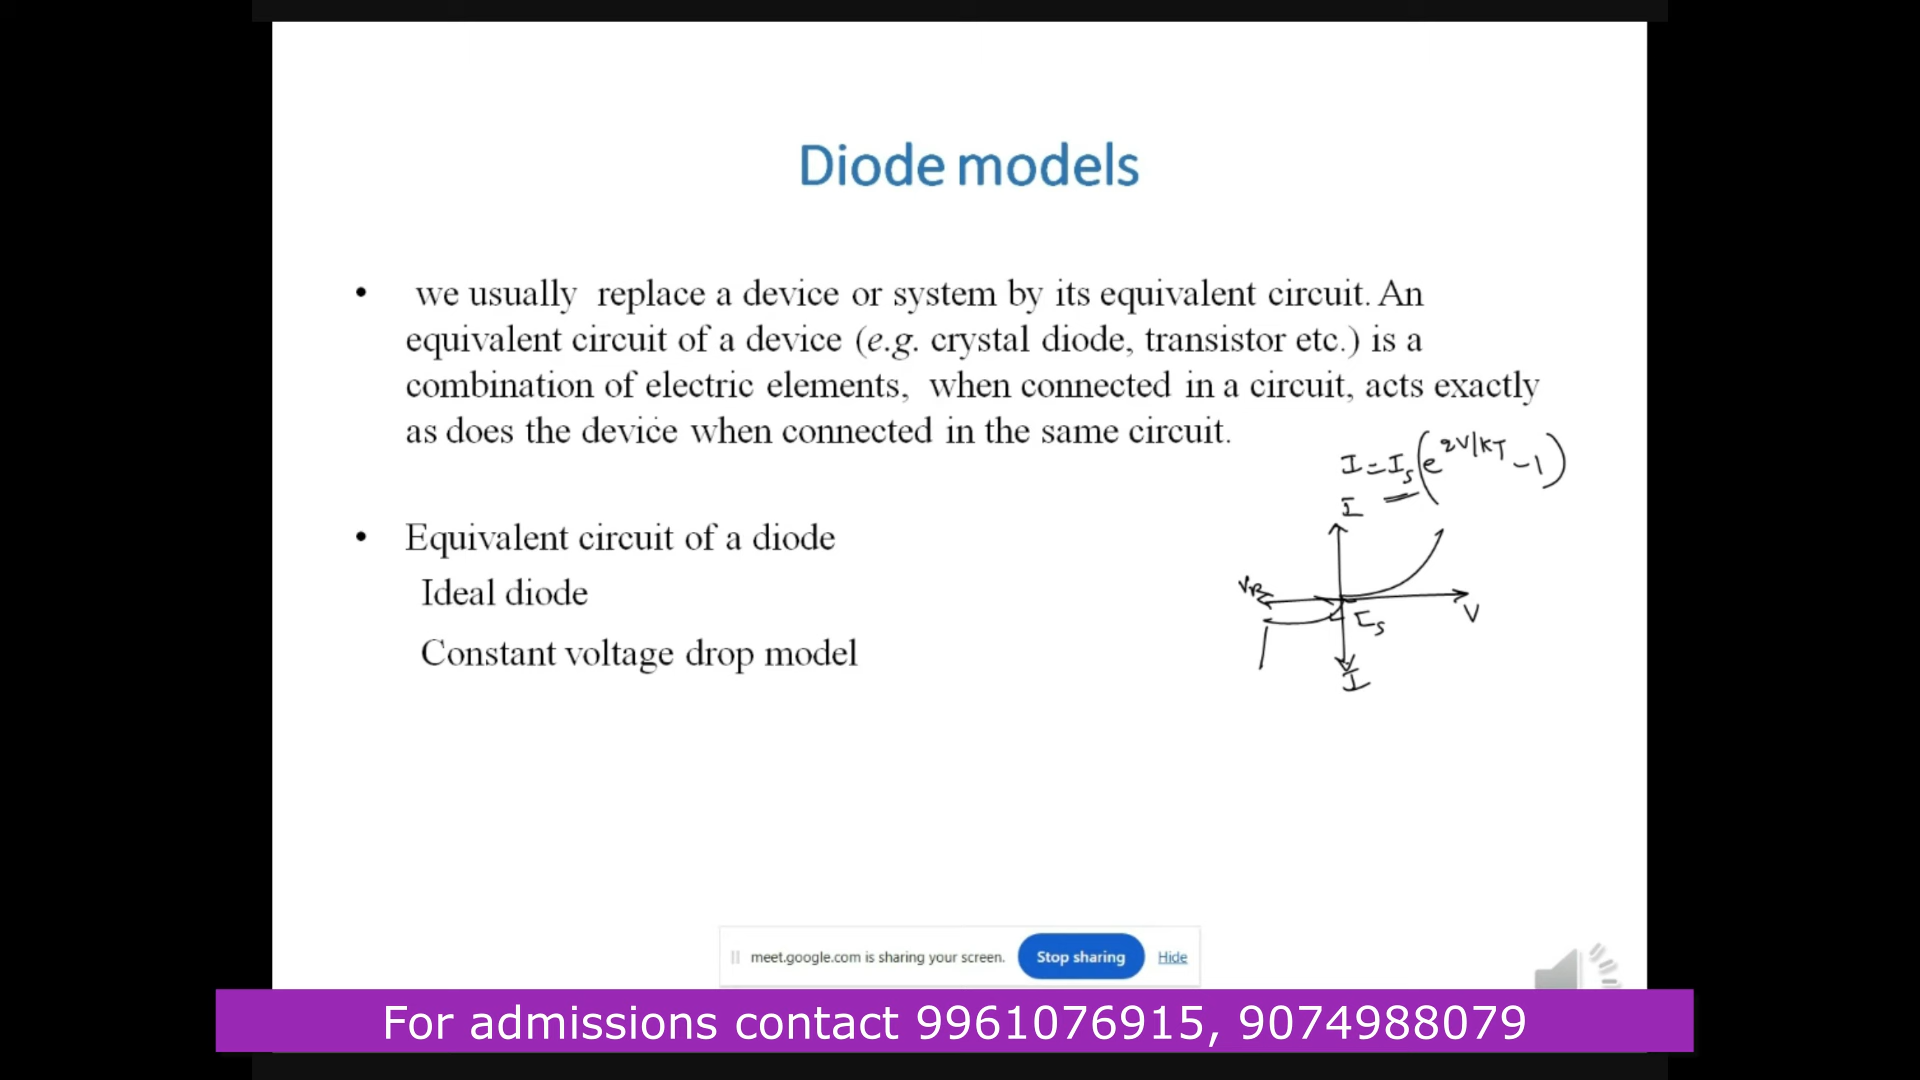 Diode models
• we usually replace a device or system by its equivalent circuit. An
equivalent circuit of a device (e.g. crystal diode, transistor etc.) is a
combination of electric elements, when connected in a circuit, acts exactly
as does the device when connected in the same circuit.
I = Is(e^qV/KT - 1)
I
• Equivalent circuit of a diode
Ideal diode
VR
V
Is
Constant voltage drop model
I
meet.google.com is sharing your screen. Stop sharing Hide
For admissions contact 9961076915, 9074988079